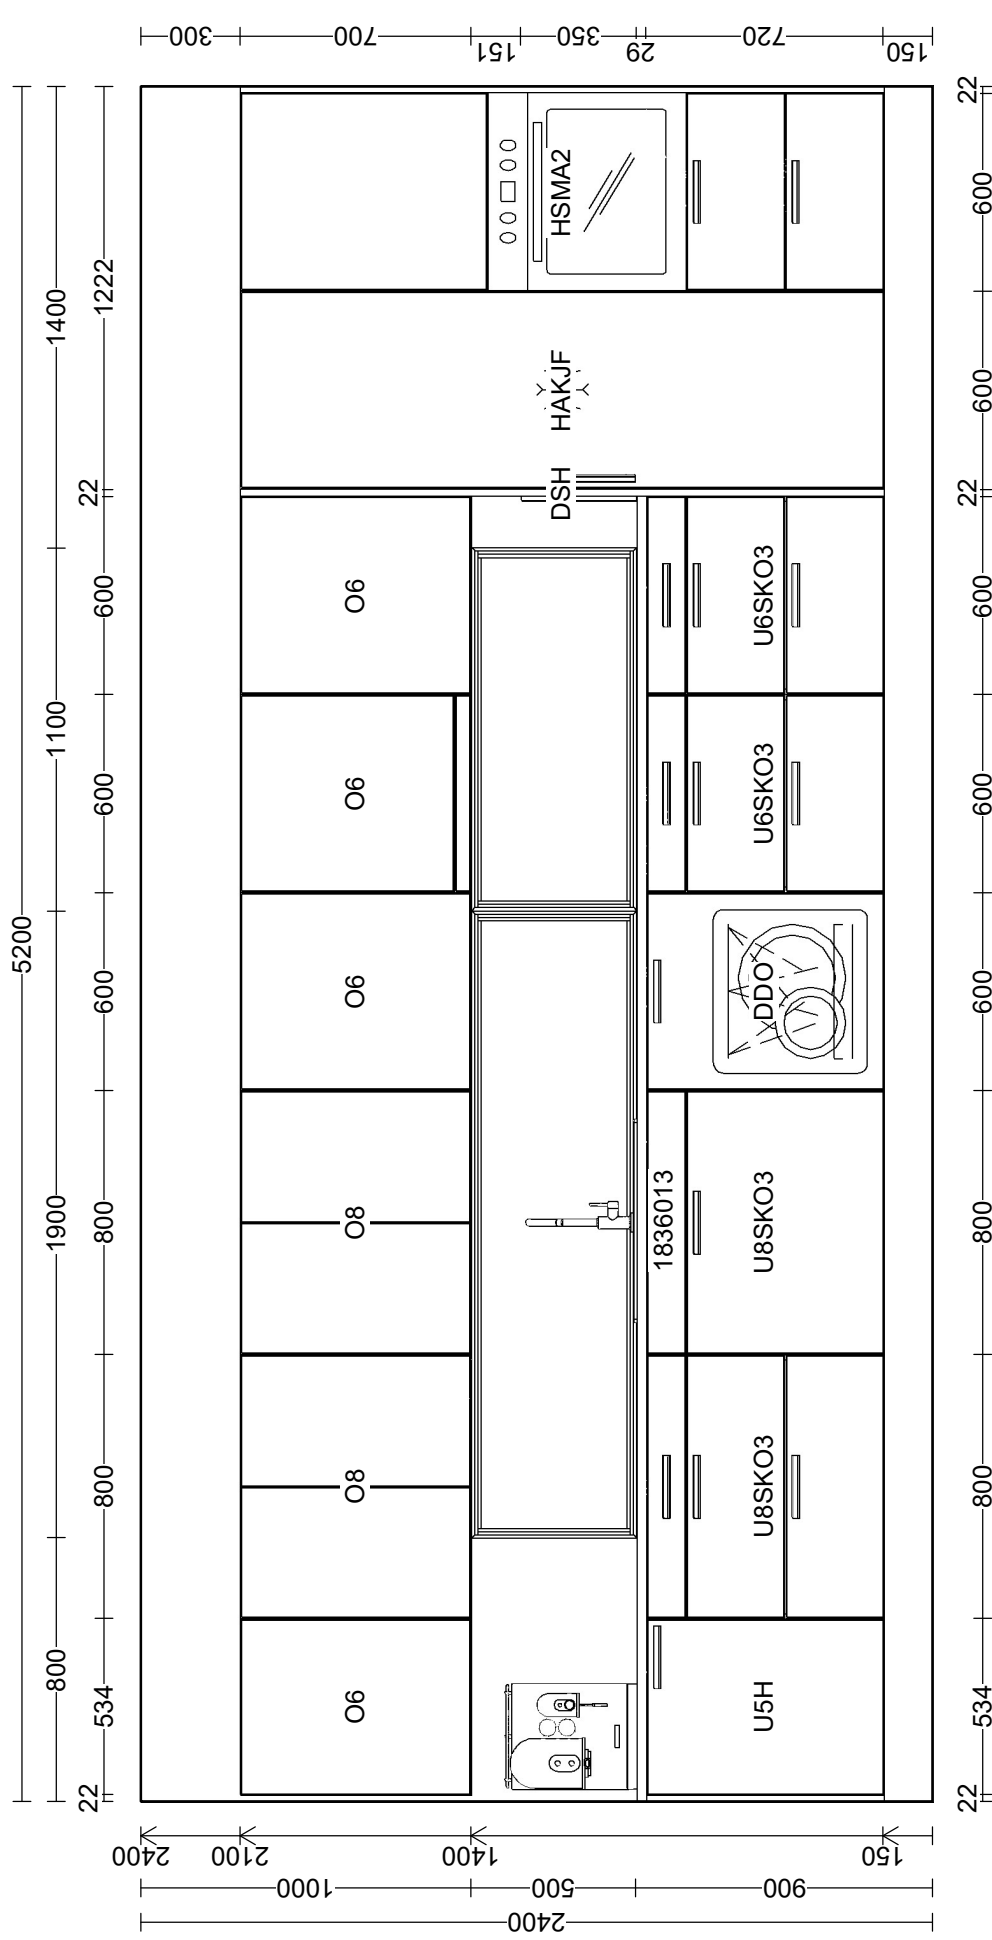 5200
800 1900 1100 1400
22 534 800 800 600 600 600 22 1222
O6 O8 O8 O6 O6 O6
DSH HAKJF HSMA2
1836013
U5H U8SKO3 U8SKO3 DDO U6SKO3 U6SKO3
22 534 800 800 600 600 600 22 600 600 22
2400
1000 500 900
2400 2100 1400 150
300 700 151 350 29 720 150